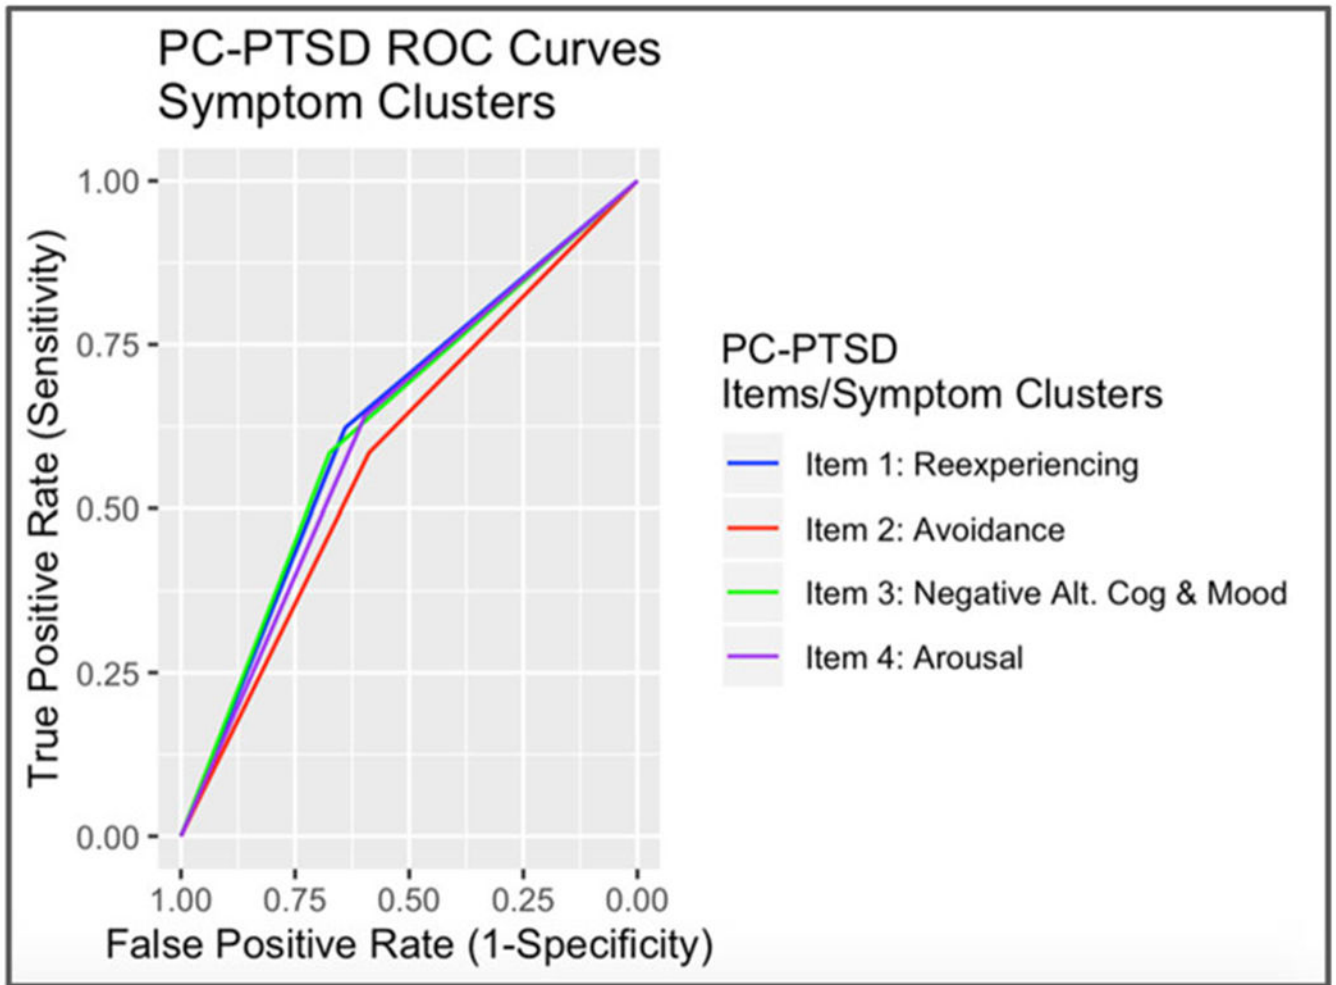 PC-PTSD ROC Curves
Symptom Clusters
True Positive Rate (Sensitivity)
1.00
0.75
0.50
0.25
0.00
1.00 0.75 0.50 0.25 0.00
False Positive Rate (1-Specificity)
PC-PTSD
Items/Symptom Clusters
Item 1: Reexperiencing
Item 2: Avoidance
Item 3: Negative Alt. Cog & Mood
Item 4: Arousal